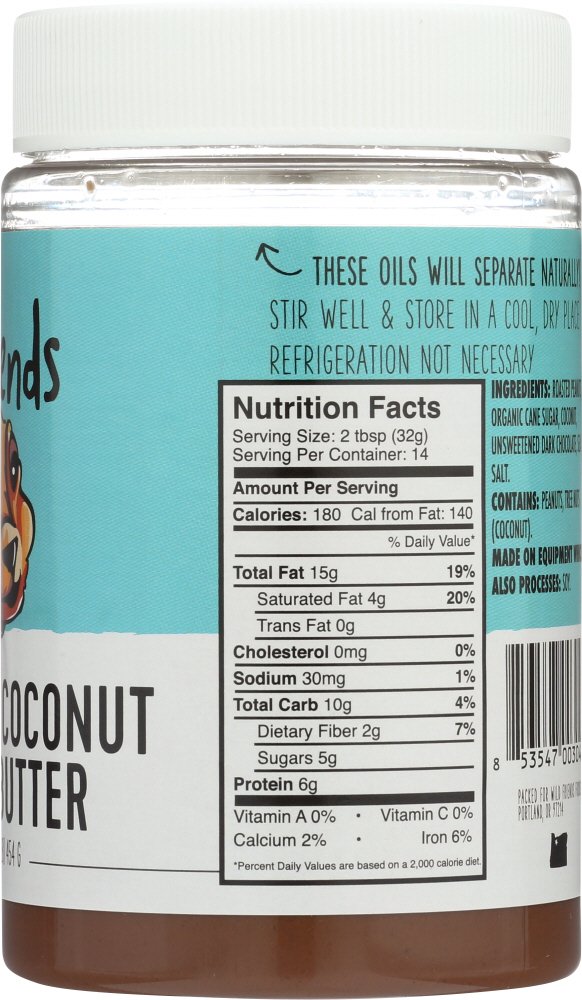 THESE OILS WILL SEPARATE NATURALLY
STIR WELL & STORE IN A COOL, DRY
REFRIGERATION NOT NECESSARY
ends
COCONUT
UTTER
454 G
Nutrition Facts
Serving Size: 2 tbsp (32g)
Serving Per Container: 14
Amount Per Serving
Calories: 180 Cal from Fat: 140
% Daily Value*
Total Fat 15g 19%
Saturated Fat 4g 20%
Trans Fat 0g
Cholesterol 0mg 0%
Sodium 30mg 1%
Total Carb 10g 4%
Dietary Fiber 2g 7%
Sugars 5g
Protein 6g
Vitamin A 0% • Vitamin C 0%
Calcium 2% • Iron 6%
*Percent Daily Values are based on a 2,000 calorie diet.
INGREDIENTS: ROASTED
ORGANIC CANE SUGAR, COCONUT,
UNSWEETENED DARK CHOCOLATE,
SALT.
CONTAINS: PEANUTS, TREE
(COCONUT).
MADE ON EQUIPMENT
ALSO PROCESSES: SOY.
8 53547 00304
PACKED FOR WILD FRIENDS
PORTLAND, OR 97214